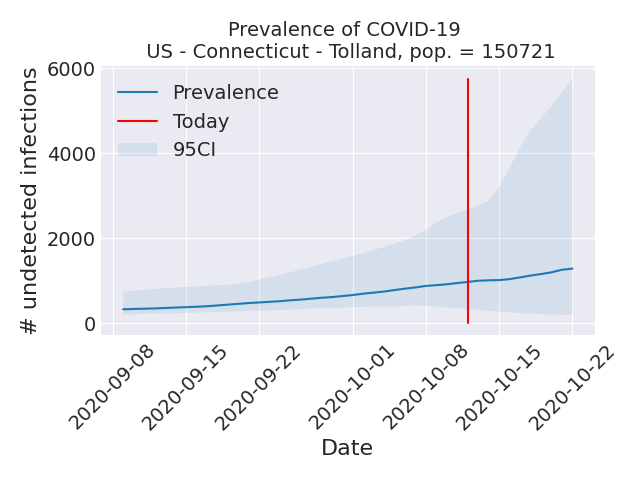 Prevalence of COVID-19
US - Connecticut - Tolland, pop. = 150721
6000
4000
2000
0
# undetected infections
Prevalence
Today
95CI
2020-09-08
2020-09-15
2020-09-22
2020-10-01
2020-10-08
2020-10-15
2020-10-22
Date